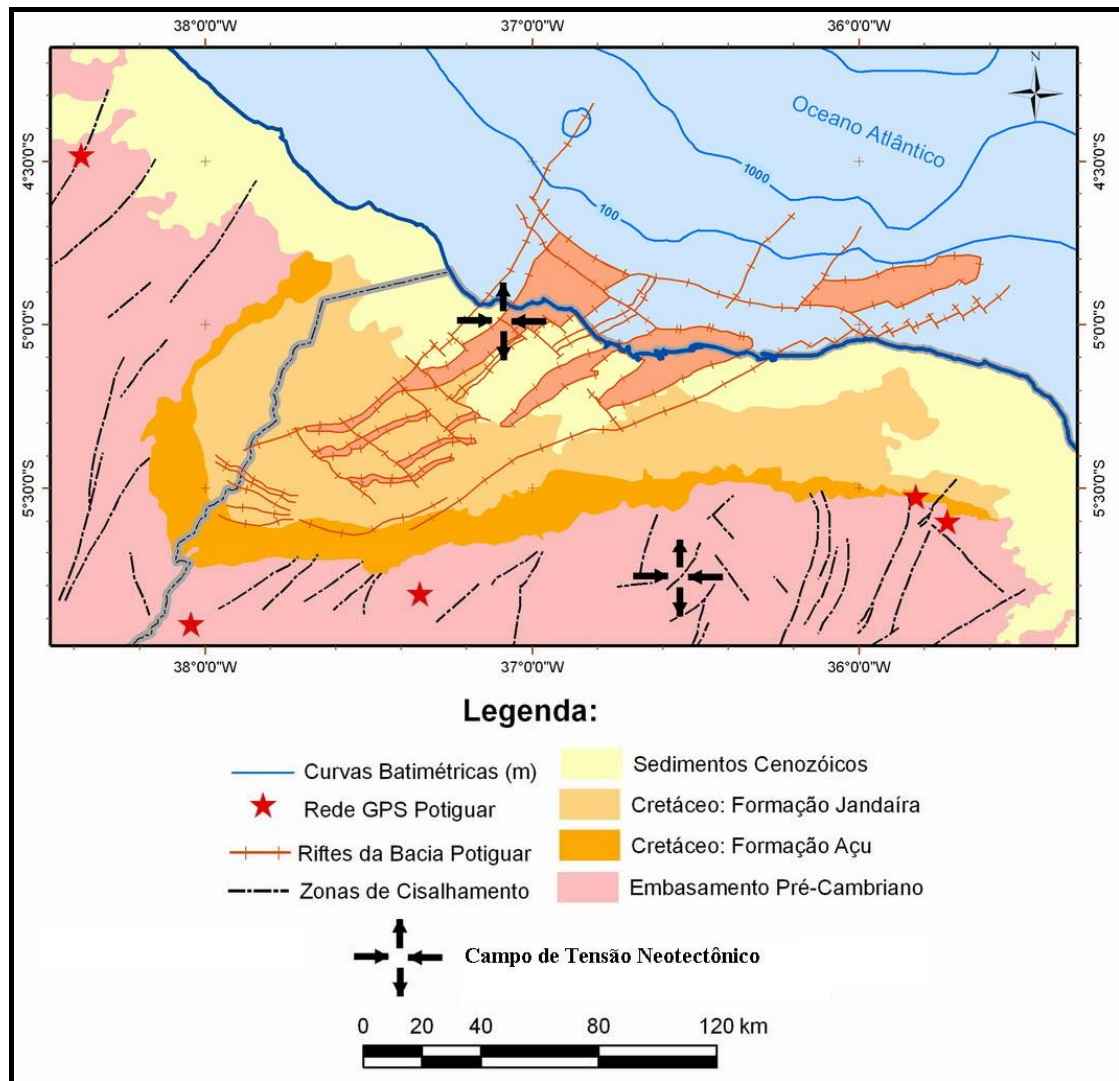 38°0'0"W 37°0'0"W 36°0'0"W
N
Oceano Atlântico
4°30'0"S 4°30'0"S
1000
100
5°0'0"S 5°0'0"S
5°30'0"S 5°30'0"S
38°0'0"W 37°0'0"W 36°0'0"W
Legenda:
Curvas Batimétricas (m)
Rede GPS Potiguar
Riftes da Bacia Potiguar
Zonas de Cisalhamento
Sedimentos Cenozóicos
Cretáceo: Formação Jandaíra
Cretáceo: Formação Açu
Embasamento Pré-Cambriano
Campo de Tensão Neotectônico
0 20 40 80 120 km